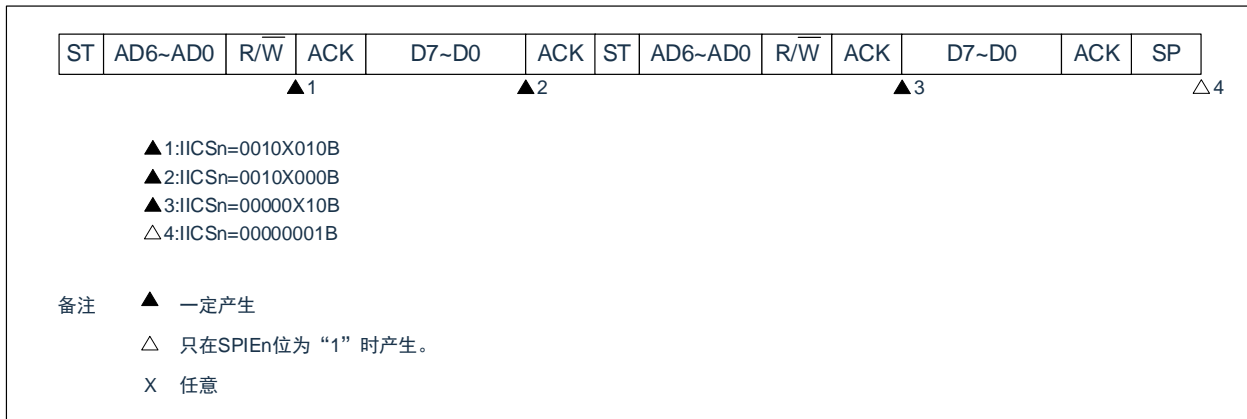 ST AD6~AD0 R/W ACK D7~D0 ACK ST AD6~AD0 R/W ACK D7~D0 ACK SP
▲1 ▲2 ▲3 △4
▲1:IICSn=0010X010B
▲2:IICSn=0010X000B
▲3:IICSn=00000X10B
△4:IICSn=00000001B
备注 ▲ 一定产生
△ 只在SPIEn位为“1”时产生。
X 任意